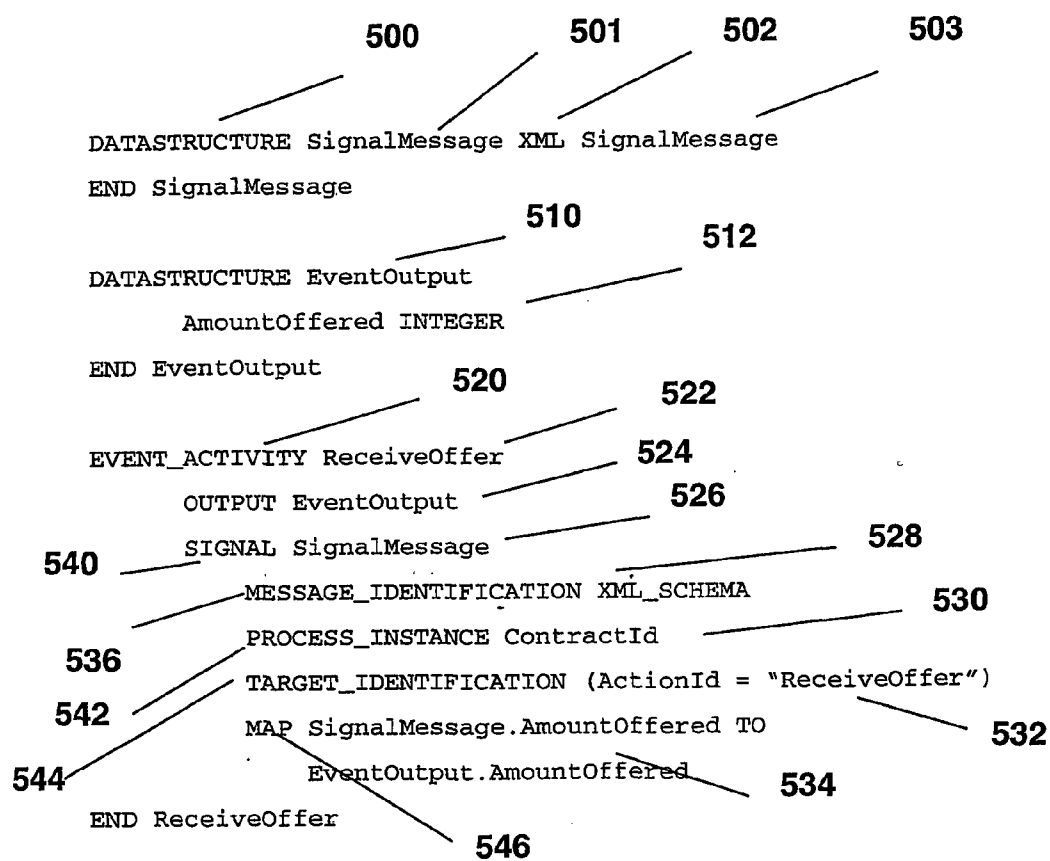 500 501 502 503
DATASTRUCTURE SignalMessage XML SignalMessage
END SignalMessage
510
512
DATASTRUCTURE EventOutput
AmountOffered INTEGER
END EventOutput
520
522
EVENT_ACTIVITY ReceiveOffer
524
OUTPUT EventOutput
526
SIGNAL SignalMessage
528
540
MESSAGE_IDENTIFICATION XML_SCHEMA
530
PROCESS_INSTANCE ContractId
536
TARGET_IDENTIFICATION (ActionId = "ReceiveOffer")
542
MAP SignalMessage.AmountOffered TO
532
544
EventOutput.AmountOffered
534
END ReceiveOffer
546